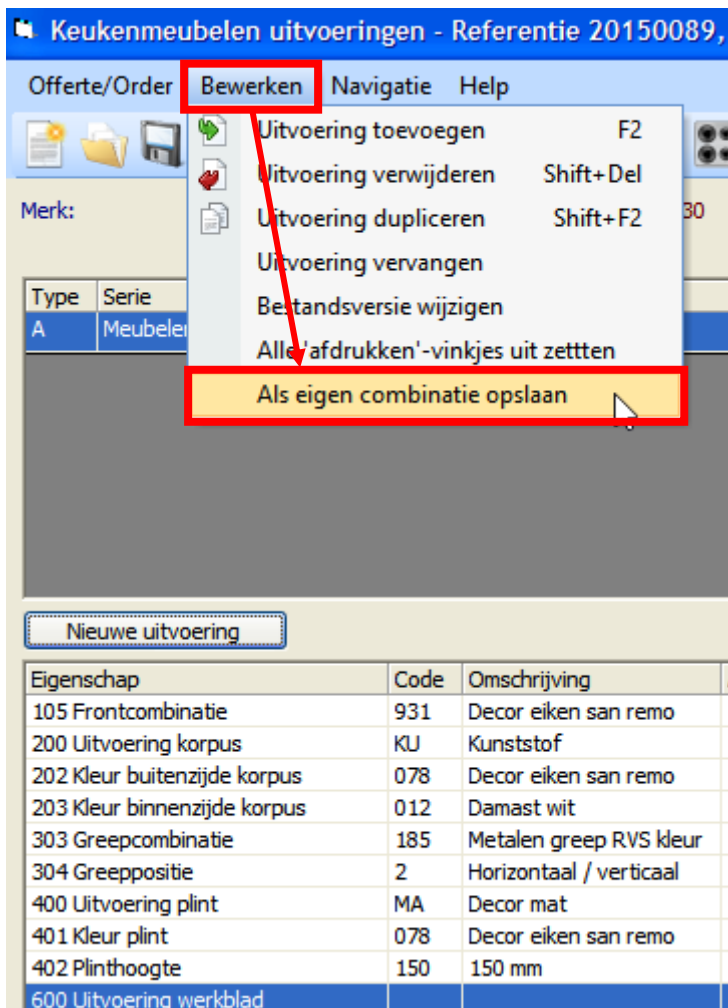 Keukenmeubelen uitvoeringen - Referentie 20150089,
Offerte/Order Bewerken Navigatie Help
Uitvoering toevoegen F2
Uitvoering verwijderen Shift+Del
Merk: Uitvoering dupliceren Shift+F2 30
Uitvoering vervangen
Type Serie Bestandsversie wijzigen
A Meubelen Alle 'afdrukken'-vinkjes uit zettten
Als eigen combinatie opslaan
Nieuwe uitvoering
Eigenschap Code Omschrijving
105 Frontcombinatie 931 Decor eiken san remo
200 Uitvoering korpus KU Kunststof
202 Kleur buitenzijde korpus 078 Decor eiken san remo
203 Kleur binnenzijde korpus 012 Damast wit
303 Greepcombinatie 185 Metalen greep RVS kleur
304 Greeppositie 2 Horizontaal / verticaal
400 Uitvoering plint MA Decor mat
401 Kleur plint 078 Decor eiken san remo
402 Plinthoogte 150 150 mm
600 Uitvoering werkblad